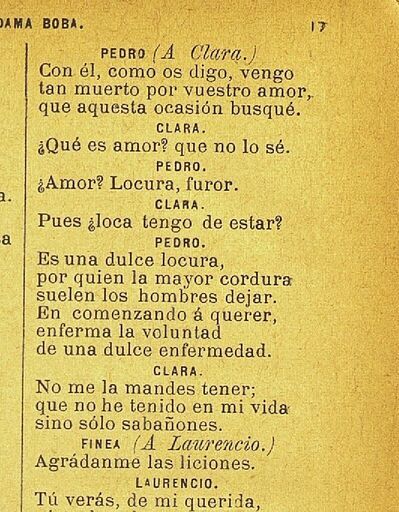 DAMA BOBA. 17
PEDRO (A Clara.)
Con él, como os digo, vengo
tan muerto por vuestro amor,
que aquesta ocasión busqué.
CLARA.
¿Qué es amor? que no lo sé.
PEDRO.
¿Amor? Locura, furor.
CLARA.
Pues ¿loca tengo de estar?
PEDRO.
Es una dulce locura,
por quien la mayor cordura
suelen los hombres dejar.
En comenzando á querer,
enferma la voluntad
de una dulce enfermedad.
CLARA.
No me la mandes tener;
que no he tenido en mi vida
sino sólo sabañones.
FINEA (A Laurencio.)
Agrádanme las liciones.
LAURENCIO.
Tú verás, de mi querida,